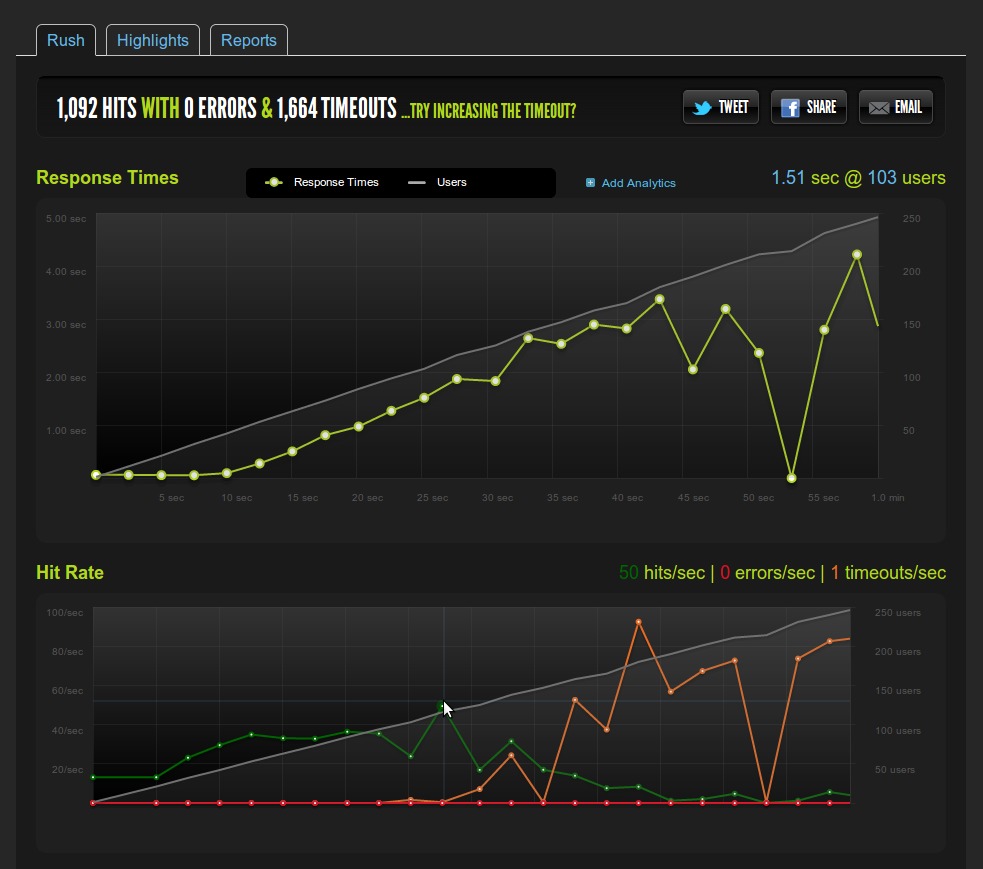 Rush Highlights Reports
1,092 HITS WITH 0 ERRORS & 1,664 TIMEOUTS ...TRY INCREASING THE TIMEOUT?
TWEET SHARE EMAIL
Response Times
Response Times Users
Add Analytics
1.51 sec @ 103 users
5.00 sec 250
4.00 sec 200
3.00 sec 150
2.00 sec 100
1.00 sec 50
5 sec 10 sec 15 sec 20 sec 25 sec 30 sec 35 sec 40 sec 45 sec 50 sec 55 sec 1.0 min
Hit Rate
50 hits/sec | 0 errors/sec | 1 timeouts/sec
100/sec 250 users
80/sec 200 users
60/sec 150 users
40/sec 100 users
20/sec 50 users